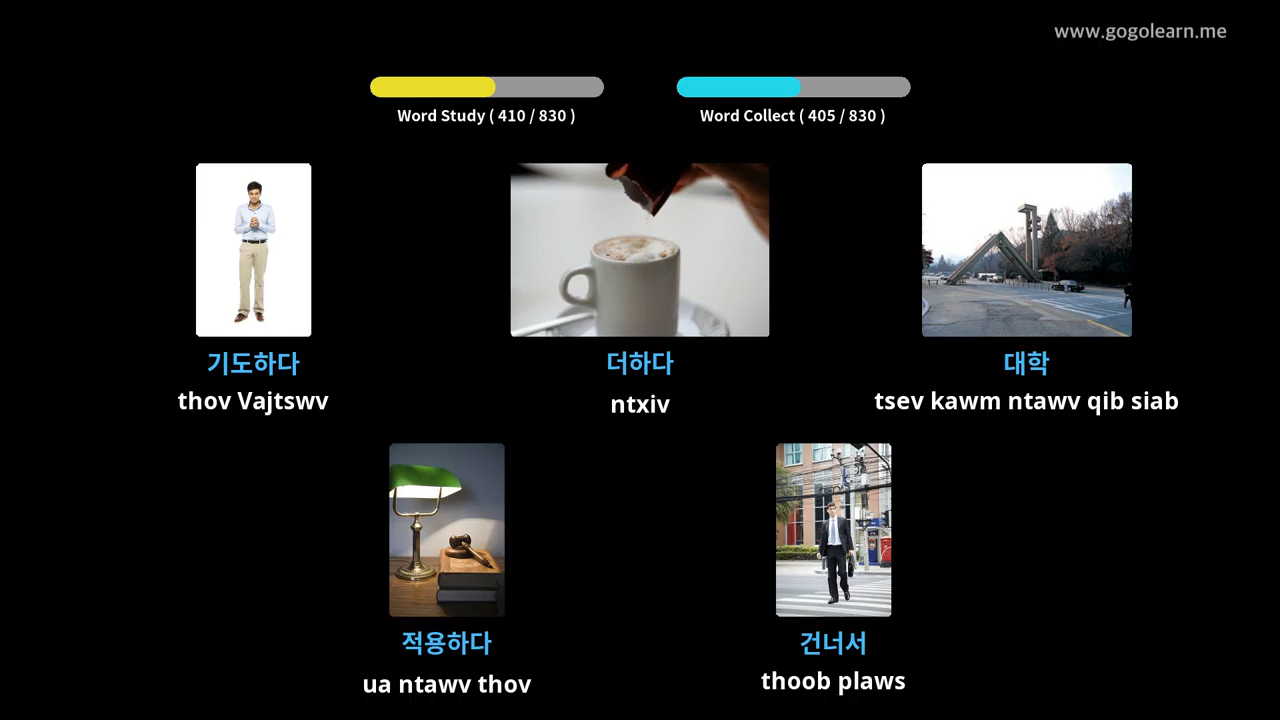 www.gogolearn.me
Word Study ( 410 / 830 )
Word Collect ( 405 / 830 )
기도하다
thov Vajtswv
더하다
ntxiv
대학
tsev kawm ntawv qib siab
적용하다
ua ntawv thov
건너서
thoob plaws